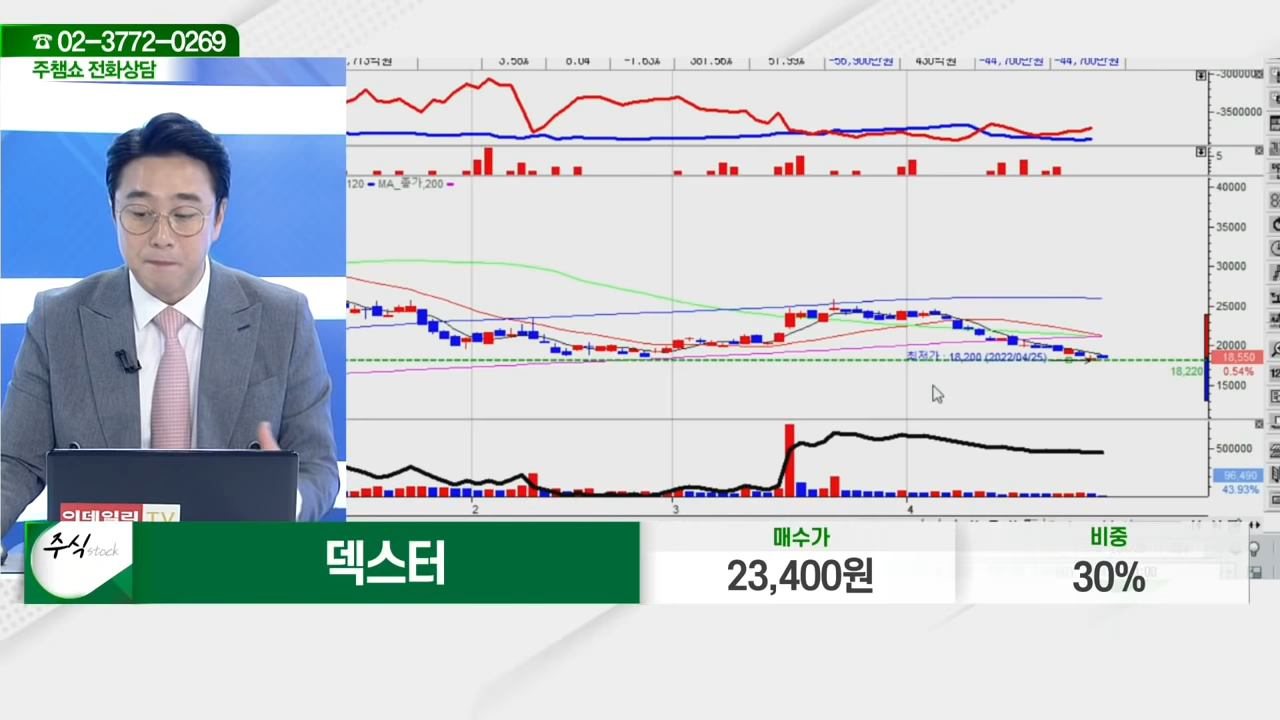 ☎ 02-3772-0269
주챔쇼 전화상담
3.58% 6.04 -1.63% 381.56% 51.93% -56,900만원 430억원 -44,700만원 -44,700만원
-3500000
5
120 MA_종가,200
40000
35000
30000
25000
20000
최저가 : 18,200 (2022/04/25)
18,550
18,220 0.54%
15000
500000
96,490
43.93%
2 3 4
이데일리 TV
주식 stock
덱스터
매수가
23,400원
비중
30%